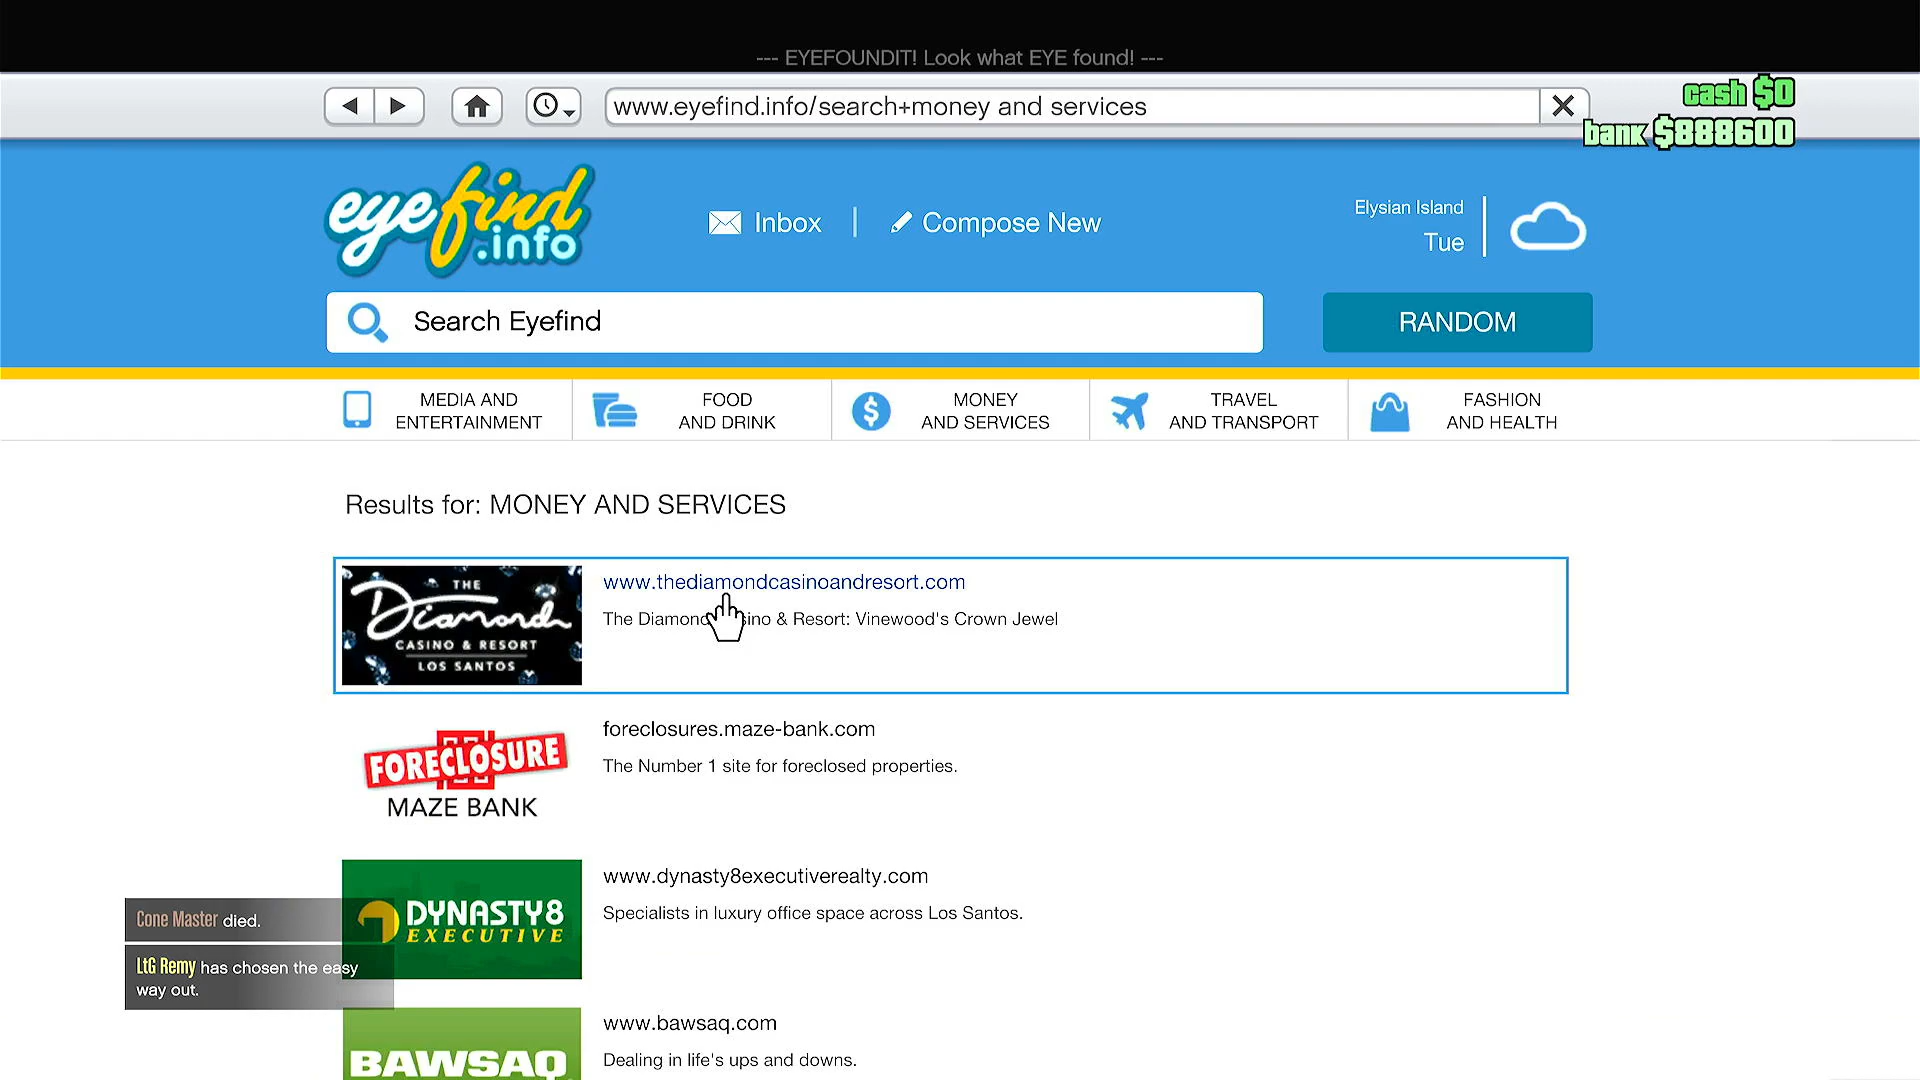 --- EYEFOUNDIT! Look what EYE found! ---
www.eyefind.info/search+money and services
cash $0
bank $888600
eyefind.info
Inbox
Compose New
Elysian Island
Tue
Search Eyefind
RANDOM
MEDIA AND
ENTERTAINMENT
FOOD
AND DRINK
MONEY
AND SERVICES
TRAVEL
AND TRANSPORT
FASHION
AND HEALTH
Results for: MONEY AND SERVICES
THE
Diamond
CASINO & RESORT
LOS SANTOS
www.thediamondcasinoandresort.com
The Diamond Casino & Resort: Vinewood's Crown Jewel
FORECLOSURE
MAZE BANK
foreclosures.maze-bank.com
The Number 1 site for foreclosed properties.
DYNASTY8
EXECUTIVE
www.dynasty8executiverealty.com
Specialists in luxury office space across Los Santos.
Cone Master died.
LtG Remy has chosen the easy
way out.
BAWSAQ
www.bawsaq.com
Dealing in life's ups and downs.